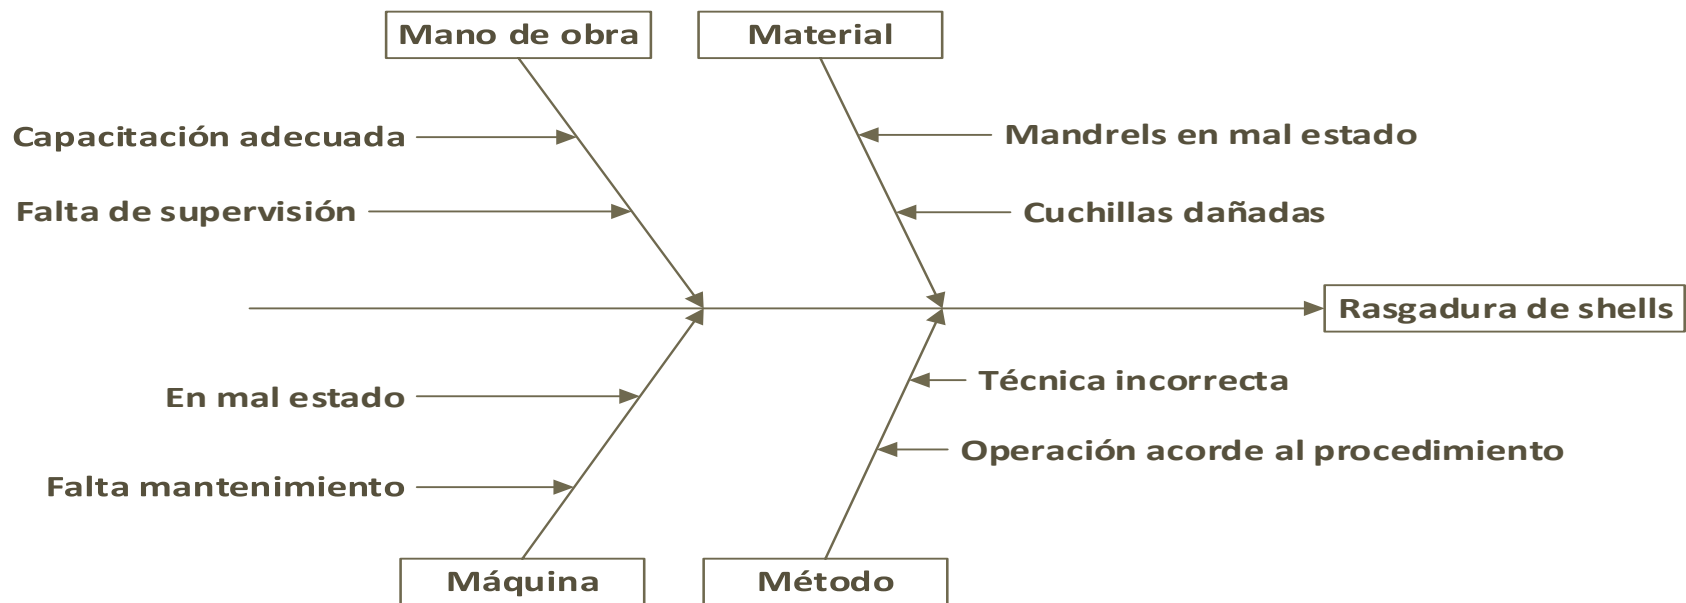 Mano de obra
Material
Capacitación adecuada
Mandrels en mal estado
Falta de supervisión
Cuchillas dañadas
Rasgadura de shells
Técnica incorrecta
En mal estado
Operación acorde al procedimiento
Falta mantenimiento
Máquina
Método